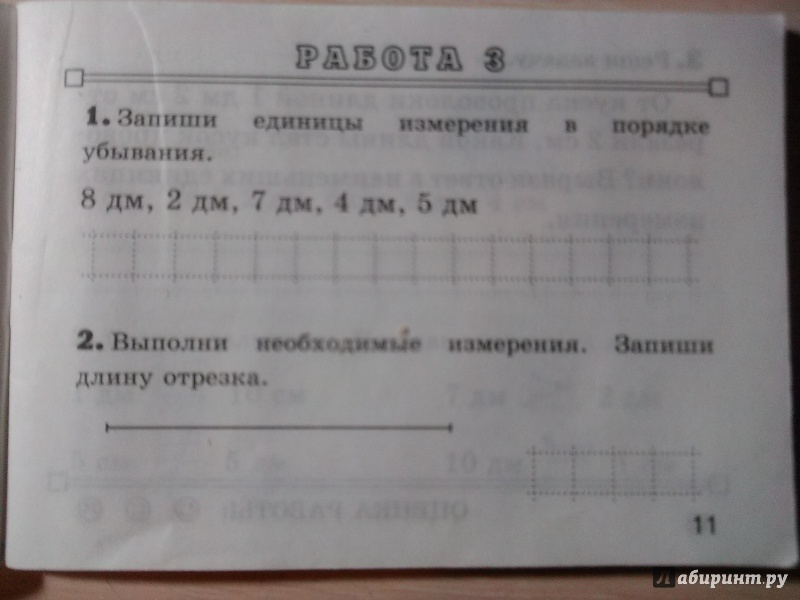 РАБОТА 3
1. Запиши единицы измерения в порядке
убывания.
8 дм, 2 дм, 7 дм, 4 дм, 5 дм
2. Выполни необходимые измерения. Запиши
длину отрезка.
11
Лабиринт.ру